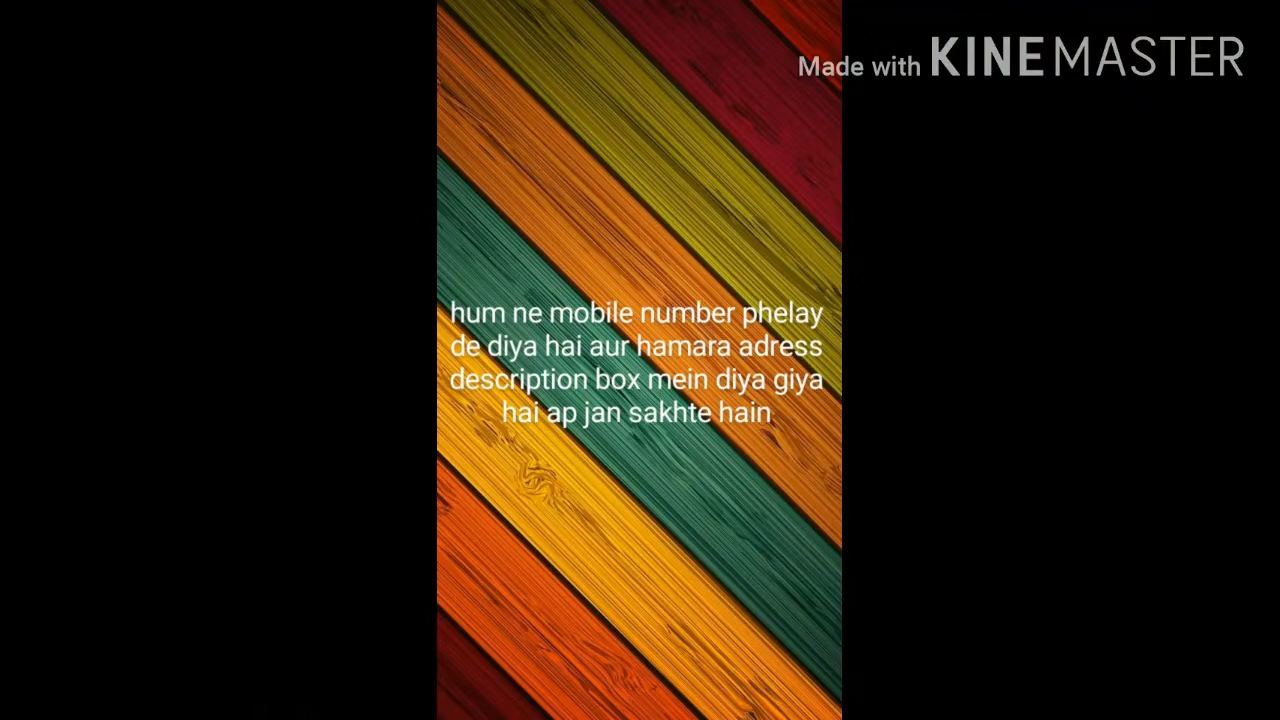 Made with KINEMASTER
hum ne mobile number phelay
de diya hai aur hamara adress
description box mein diya giya
hai ap jan sakhte hain